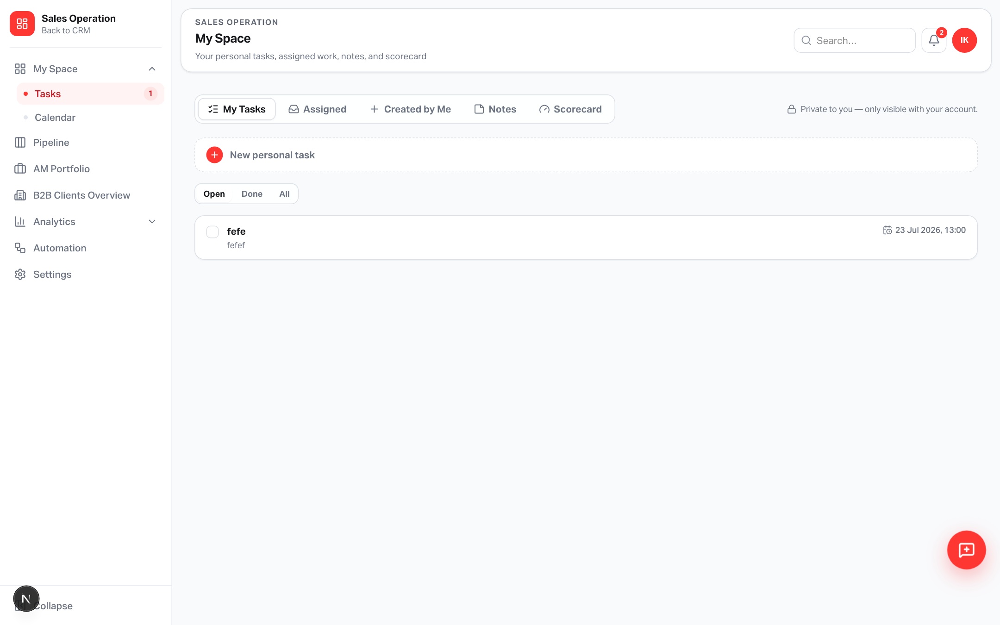 Sales Operation
Back to CRM
My Space
Tasks 1
Calendar
Pipeline
AM Portfolio
B2B Clients Overview
Analytics
Automation
Settings
N
Collapse
SALES OPERATION
My Space
Your personal tasks, assigned work, notes, and scorecard
Search...
2
IK
My Tasks Assigned Created by Me Notes Scorecard
Private to you — only visible with your account.
New personal task
Open Done All
fefe
23 Jul 2026, 13:00
fefef